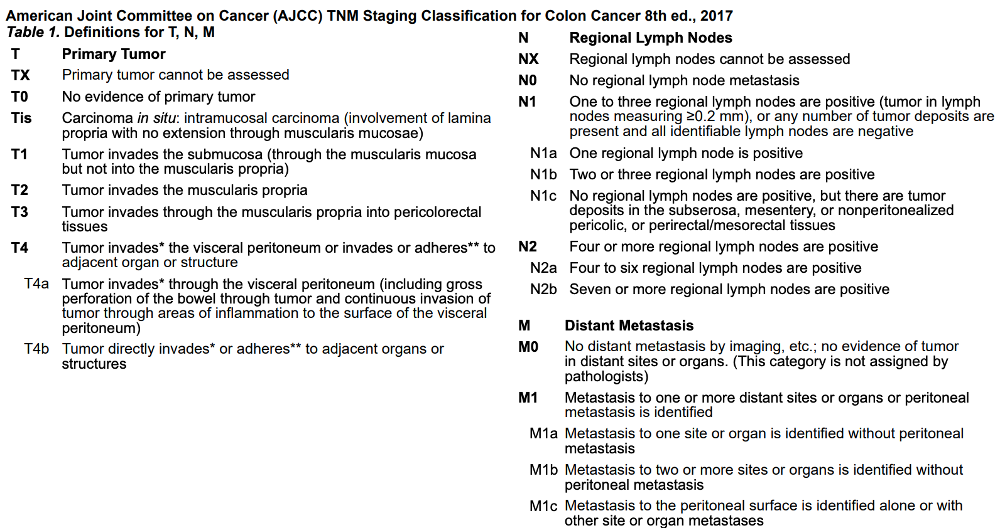 American Joint Committee on Cancer (AJCC) TNM Staging Classification for Colon Cancer 8th ed., 2017
Table 1. Definitions for T, N, M
T Primary Tumor
TX Primary tumor cannot be assessed
T0 No evidence of primary tumor
Tis Carcinoma in situ: intramucosal carcinoma (involvement of lamina
propria with no extension through muscularis mucosae)
T1 Tumor invades the submucosa (through the muscularis mucosa
but not into the muscularis propria)
T2 Tumor invades the muscularis propria
T3 Tumor invades through the muscularis propria into pericolorectal
tissues
T4 Tumor invades* the visceral peritoneum or invades or adheres** to
adjacent organ or structure
T4a Tumor invades* through the visceral peritoneum (including gross
perforation of the bowel through tumor and continuous invasion of
tumor through areas of inflammation to the surface of the visceral
peritoneum)
T4b Tumor directly invades* or adheres** to adjacent organs or
structures
N Regional Lymph Nodes
NX Regional lymph nodes cannot be assessed
N0 No regional lymph node metastasis
N1 One to three regional lymph nodes are positive (tumor in lymph
nodes measuring ≥0.2 mm), or any number of tumor deposits are
present and all identifiable lymph nodes are negative
N1a One regional lymph node is positive
N1b Two or three regional lymph nodes are positive
N1c No regional lymph nodes are positive, but there are tumor
deposits in the subserosa, mesentery, or nonperitonealized
pericolic, or perirectal/mesorectal tissues
N2 Four or more regional lymph nodes are positive
N2a Four to six regional lymph nodes are positive
N2b Seven or more regional lymph nodes are positive
M Distant Metastasis
M0 No distant metastasis by imaging, etc.; no evidence of tumor
in distant sites or organs. (This category is not assigned by
pathologists)
M1 Metastasis to one or more distant sites or organs or peritoneal
metastasis is identified
M1a Metastasis to one site or organ is identified without peritoneal
metastasis
M1b Metastasis to two or more sites or organs is identified without
peritoneal metastasis
M1c Metastasis to the peritoneal surface is identified alone or with
other site or organ metastases